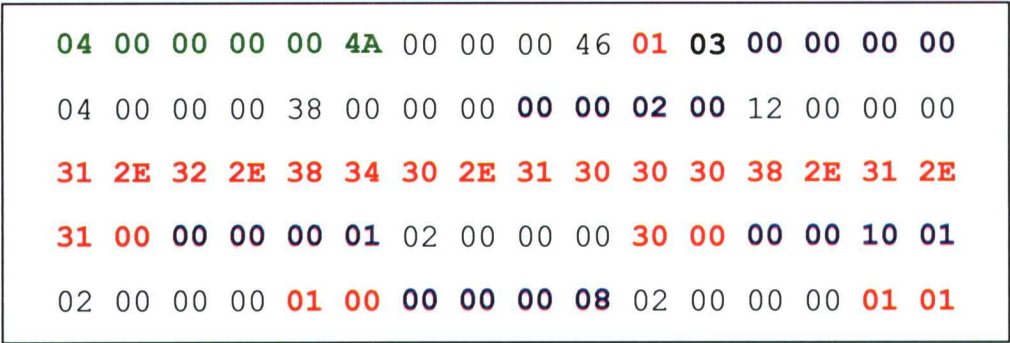 04 00 00 00 00 4A 00 00 00 46 01 03 00 00 00 00
04 00 00 00 38 00 00 00 00 00 02 00 12 00 00 00
31 2E 32 2E 38 34 30 2E 31 30 30 30 38 2E 31 2E
31 00 00 00 00 01 02 00 00 00 30 00 00 00 10 01
02 00 00 00 01 00 00 00 00 08 02 00 00 00 01 01